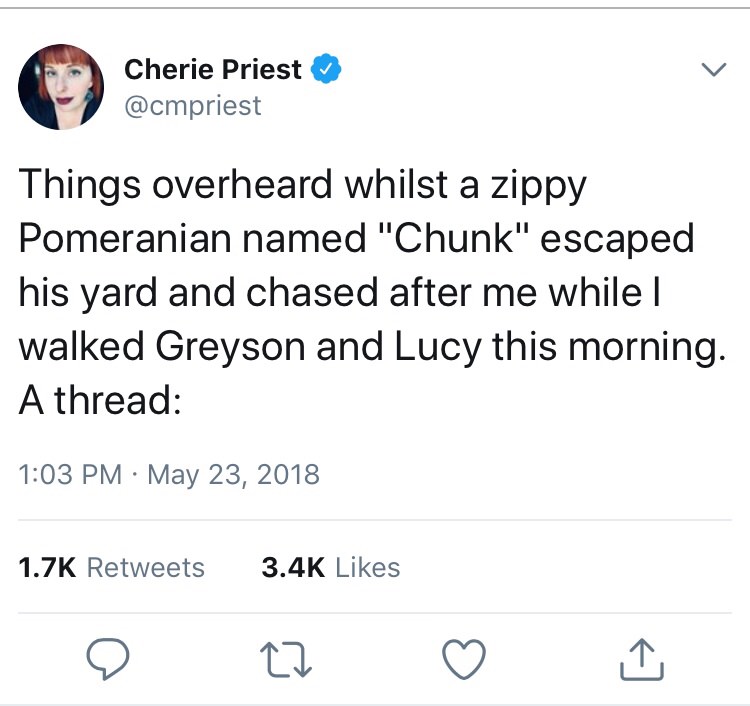 Cherie Priest
@cmpriest
Things overheard whilst a zippy
Pomeranian named "Chunk" escaped
his yard and chased after me while I
walked Greyson and Lucy this morning.
A thread:
1:03 PM · May 23, 2018
1.7K Retweets 3.4K Likes